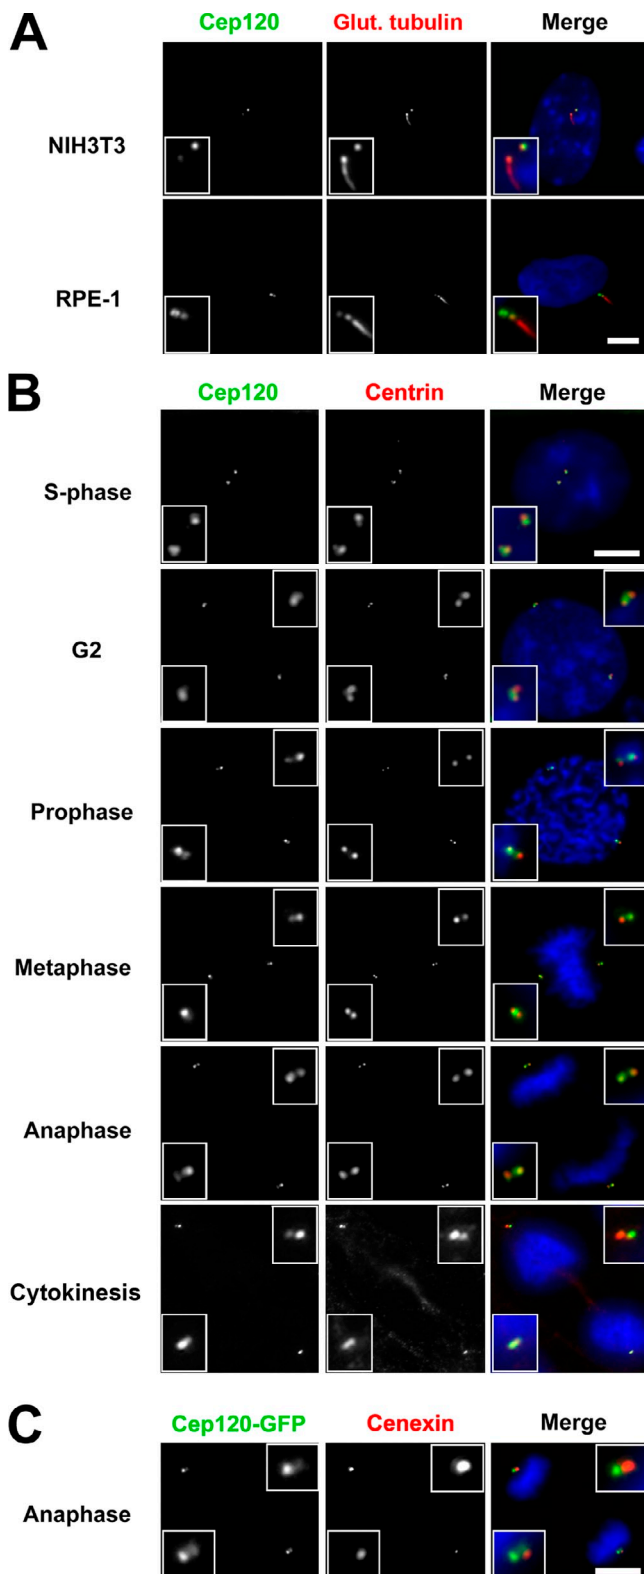 A
Cep120 Glut. tubulin Merge
NIH3T3
RPE-1
B
Cep120 Centrin Merge
S-phase
G2
Prophase
Metaphase
Anaphase
Cytokinesis
C
Cep120-GFP Cenexin Merge
Anaphase